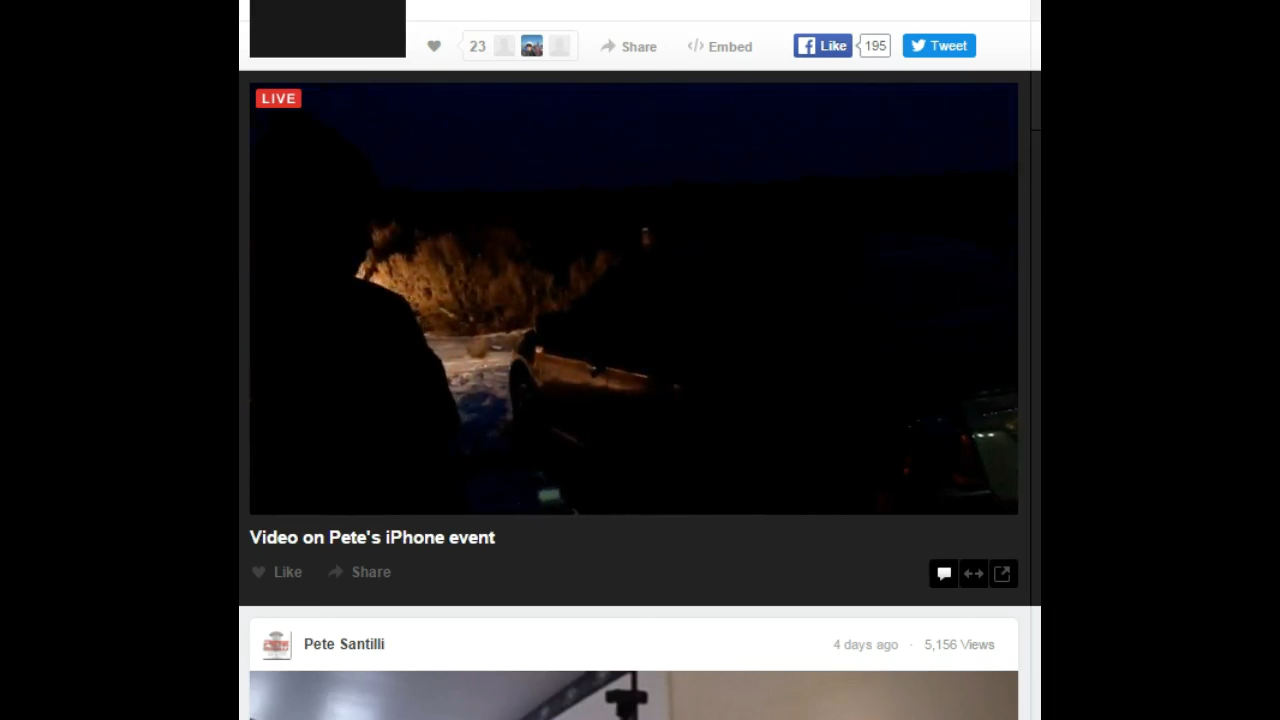 23
Share
Embed
Like
195
Tweet
LIVE
Video on Pete's iPhone event
Like
Share
Pete Santilli
4 days ago · 5,156 Views